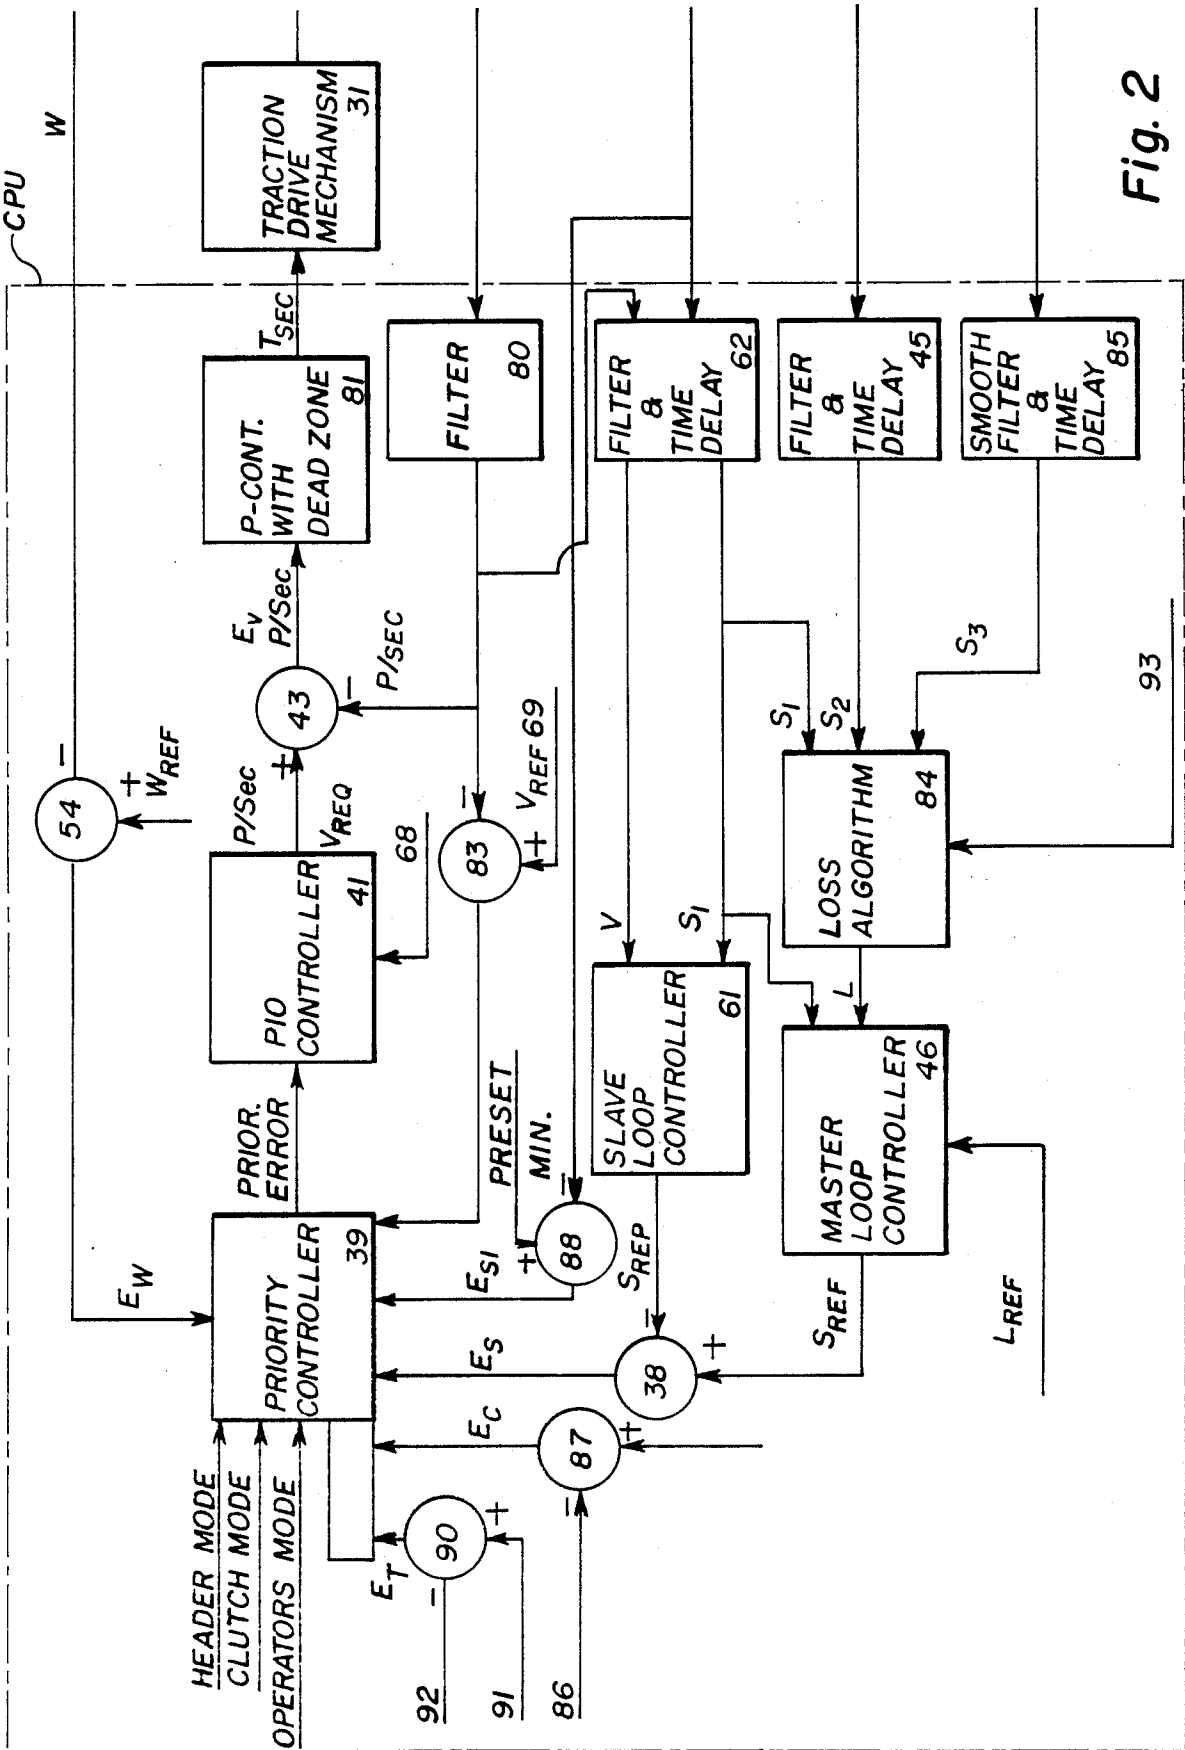 CPU
W
54
−
+
W_REF
E_W
HEADER MODE
CLUTCH MODE
OPERATORS MODE
PRIORITY
CONTROLLER
39
PRIOR.
ERROR
PIO
CONTROLLER
41
68
P/Sec
V_REQ
+
43
−
E_V
P/Sec
P-CONT.
WITH
DEAD ZONE
81
T_SEC
TRACTION
DRIVE
MECHANISM
31
P/SEC
FILTER
80
83
−
+
V_REF 69
92
91
86
E_T
−
90
+
E_C
87
−
+
E_S
38
−
+
E_S1
88
+
−
PRESET
MIN.
S_REP
SLAVE
LOOP
CONTROLLER
61
V
S_1
FILTER
&
TIME
DELAY
62
S_REF
MASTER
LOOP
CONTROLLER
46
L
LOSS
ALGORITHM
84
S_1
S_2
S_3
FILTER
&
TIME
DELAY
45
SMOOTH
FILTER
&
TIME
DELAY
85
L_REF
93
Fig. 2